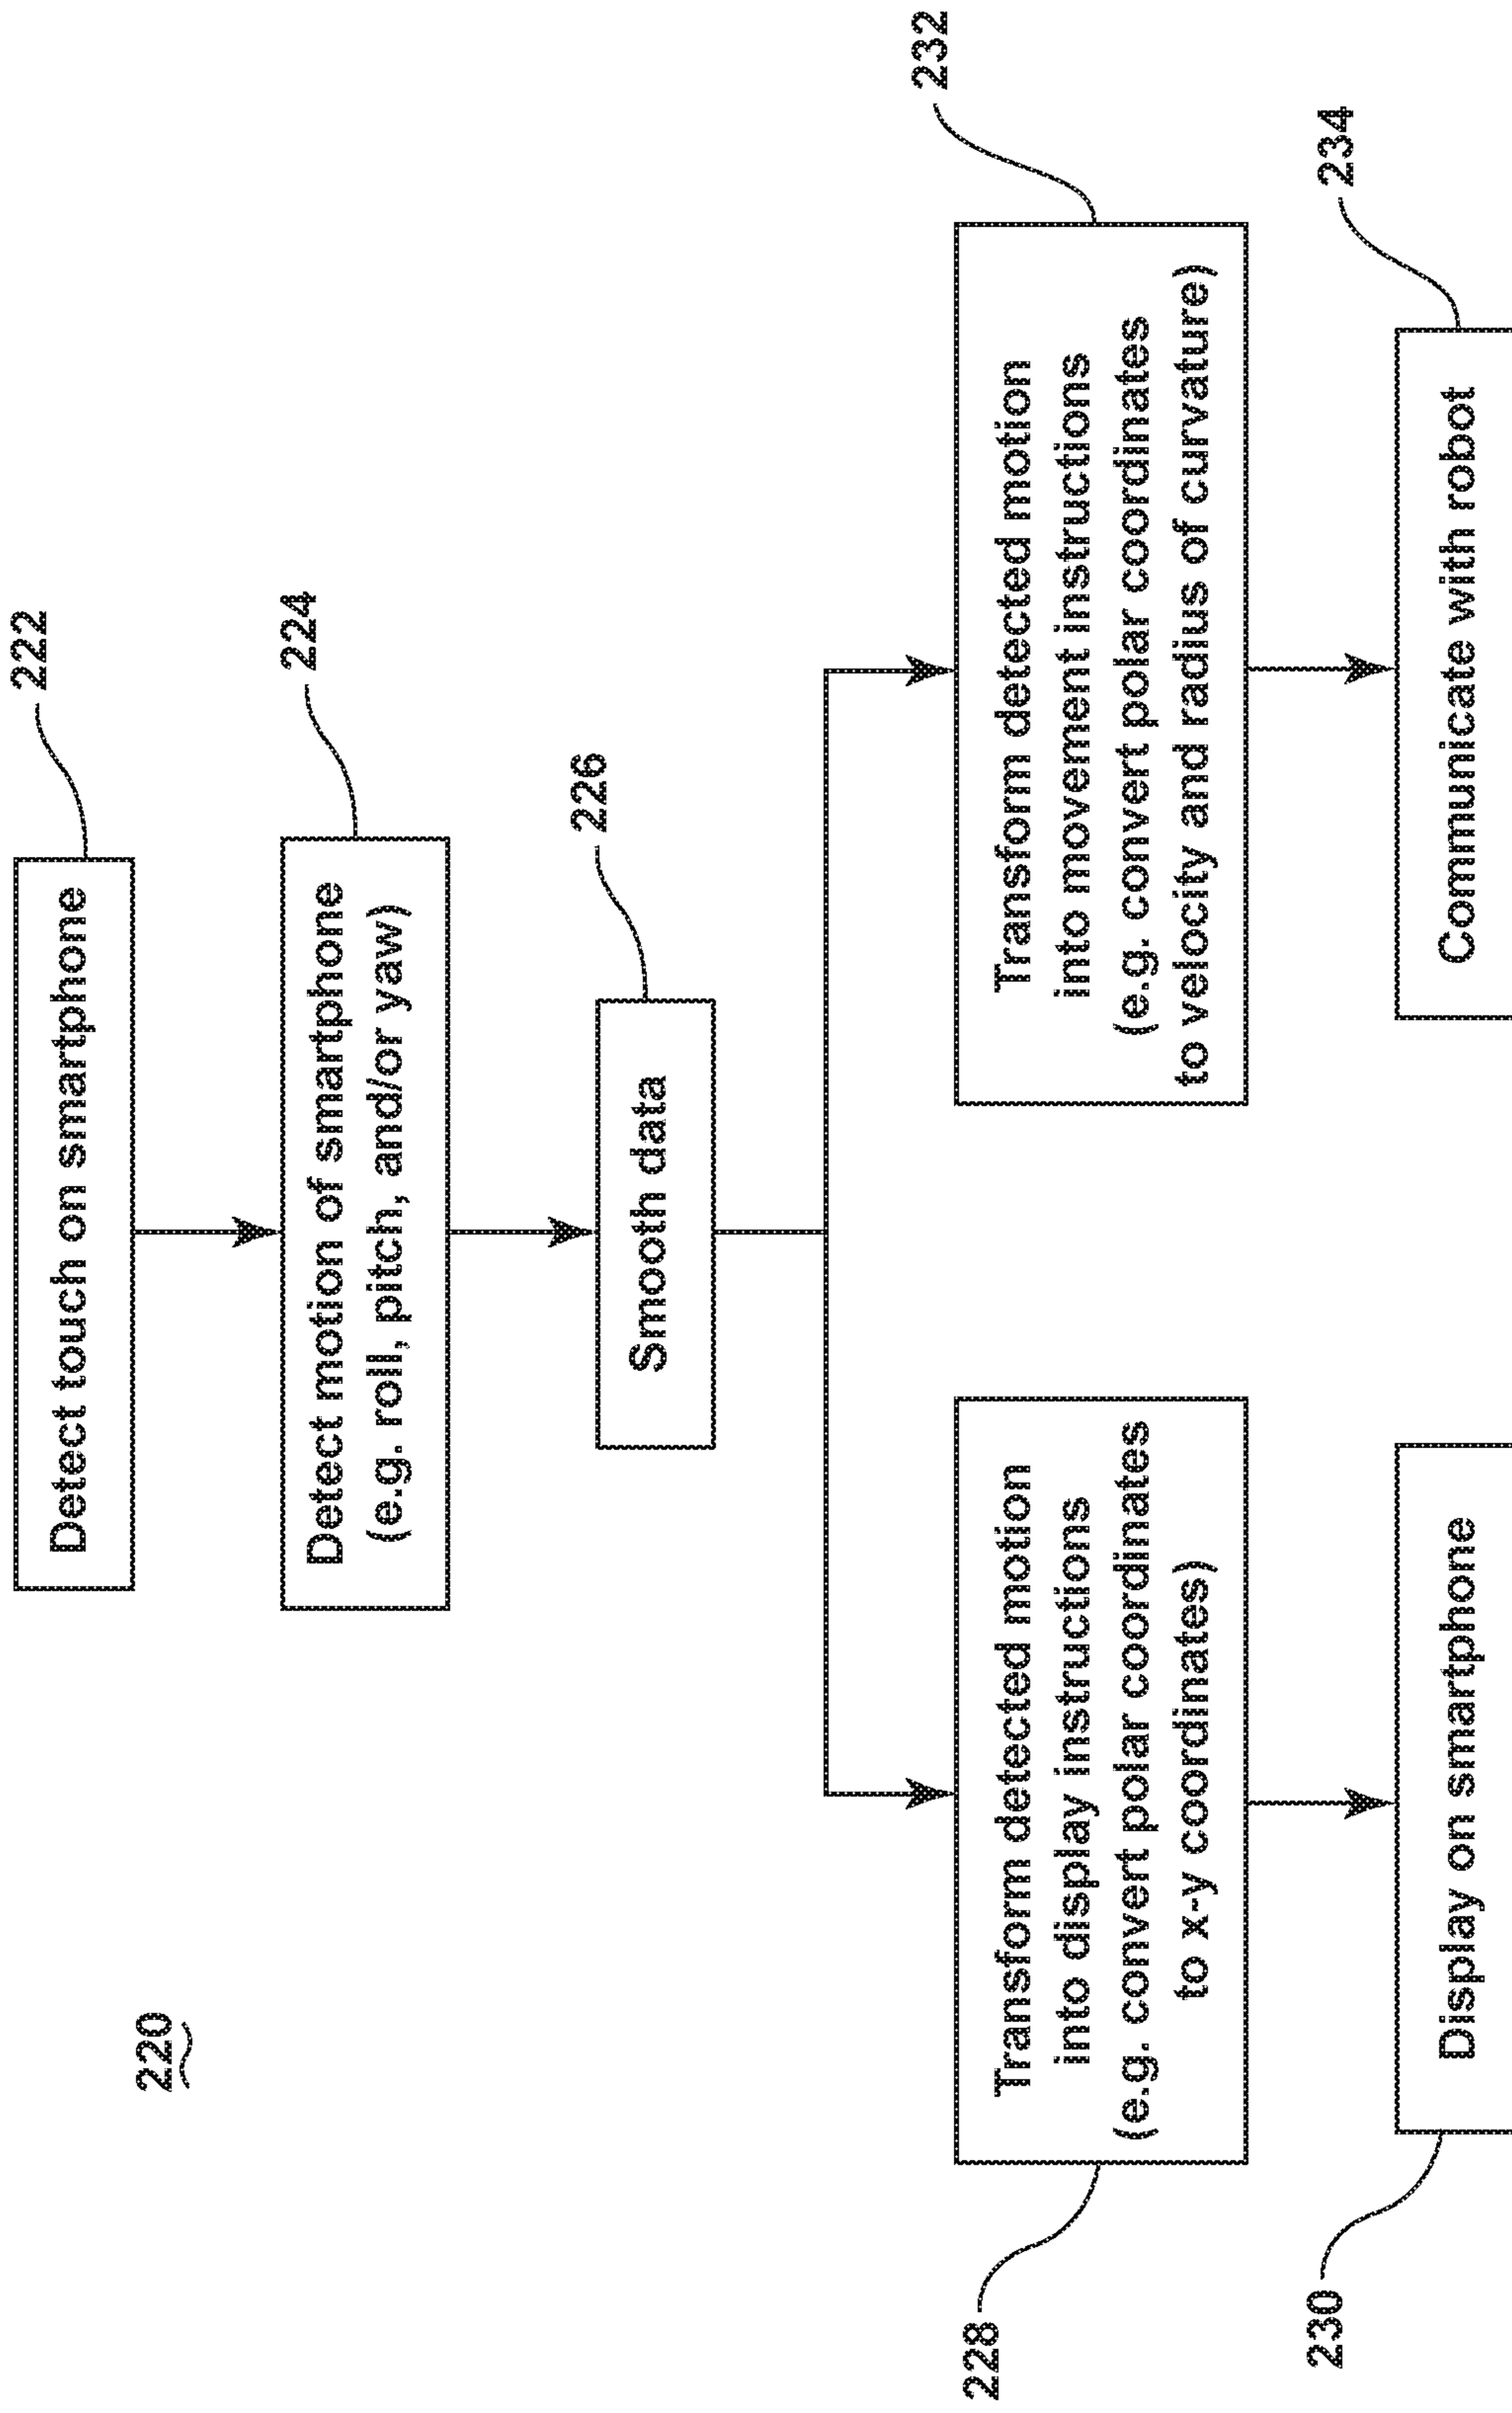 220
Detect touch on smartphone
222
Detect motion of smartphone
(e.g. roll, pitch, and/or yaw)
224
Smooth data
226
228
Transform detected motion
into display instructions
(e.g. convert polar coordinates
to x-y coordinates)
Transform detected motion
into movement instructions
(e.g. convert polar coordinates
to velocity and radius of curvature)
232
230
Display on smartphone
Communicate with robot
234